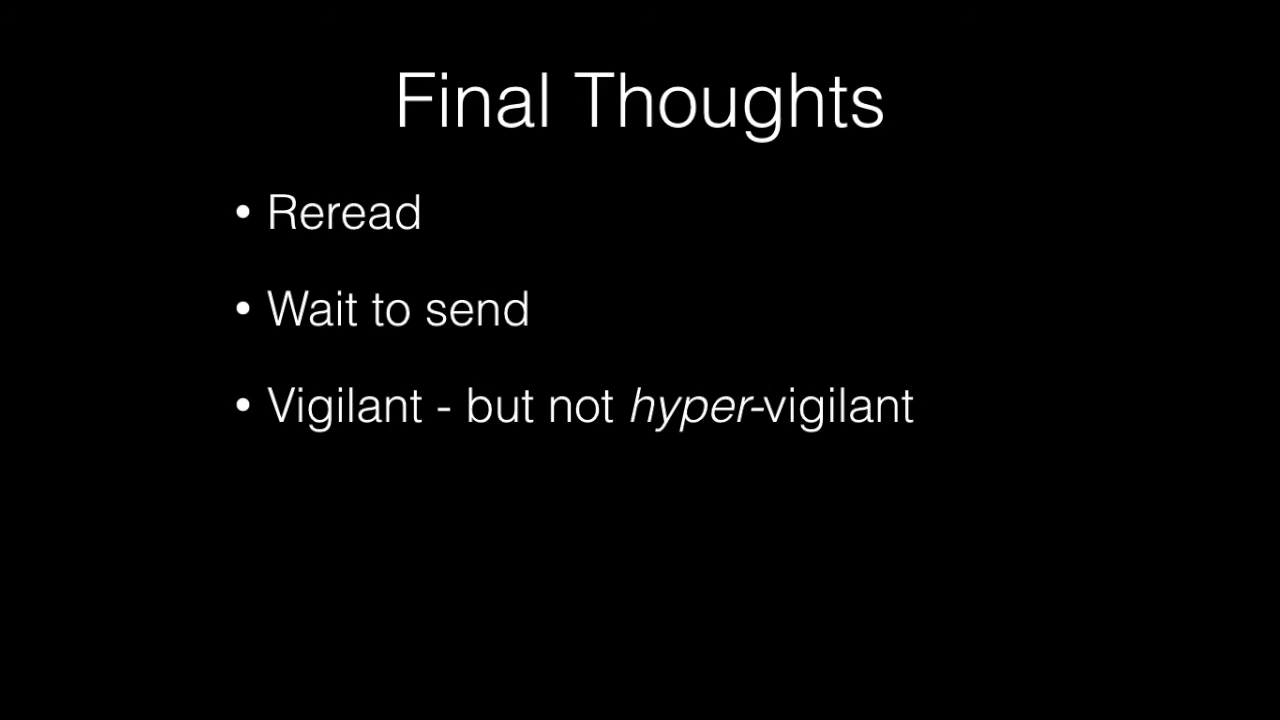 Final Thoughts
• Reread
• Wait to send
• Vigilant - but not hyper-vigilant